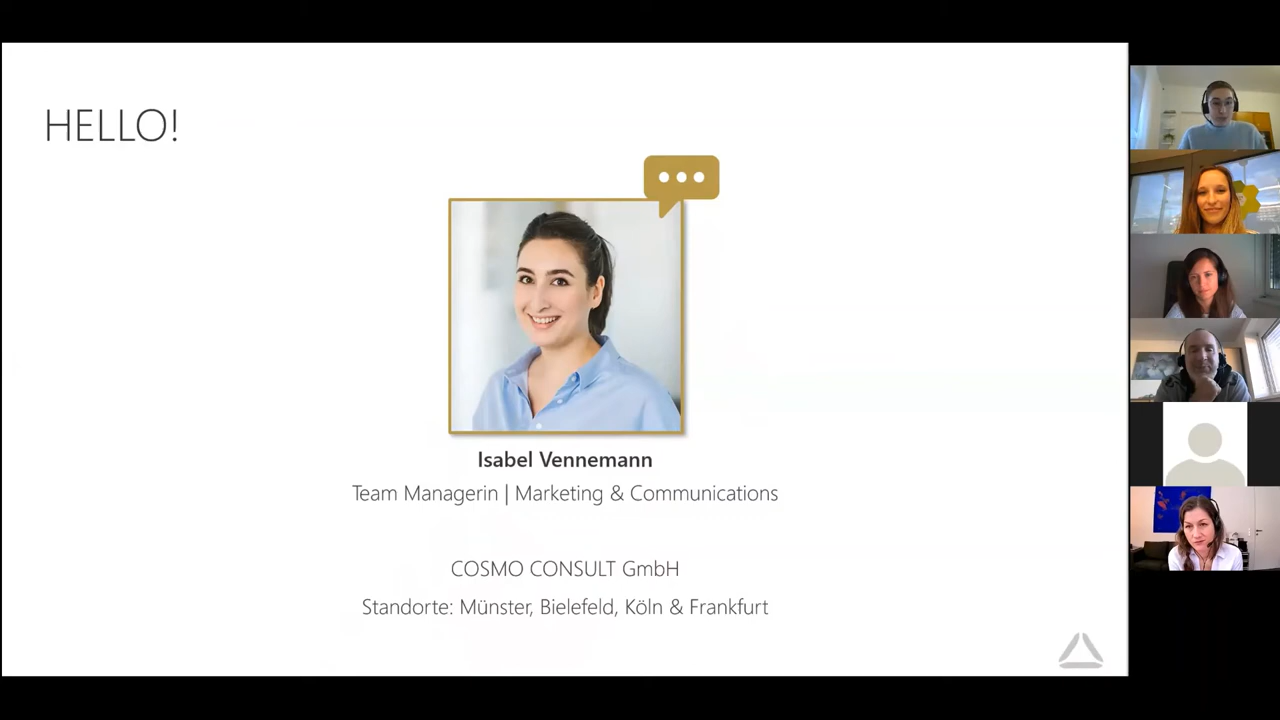 HELLO!
Isabel Vennemann
Team Managerin | Marketing & Communications
COSMO CONSULT GmbH
Standorte: Münster, Bielefeld, Köln & Frankfurt